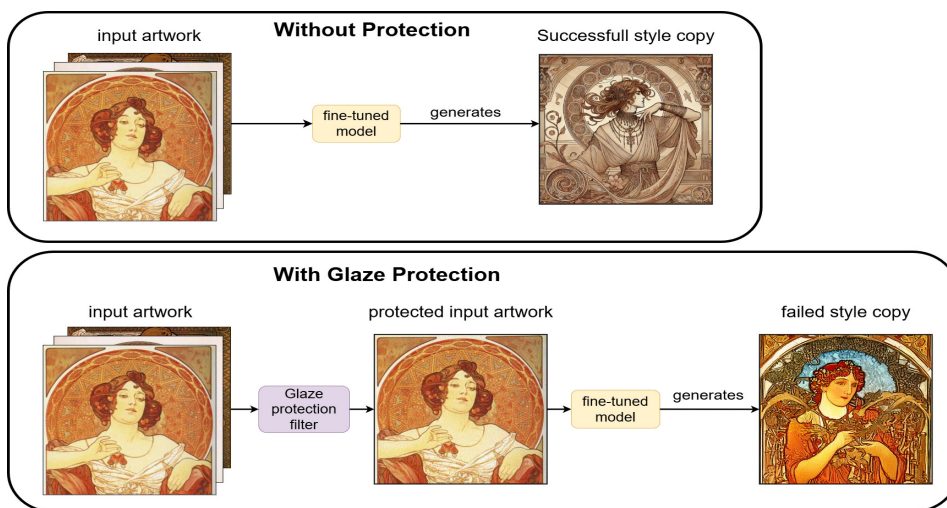 Without Protection
input artwork
Successfull style copy
fine-tuned
model
generates
With Glaze Protection
input artwork
protected input artwork
failed style copy
Glaze
protection
filter
fine-tuned
model
generates